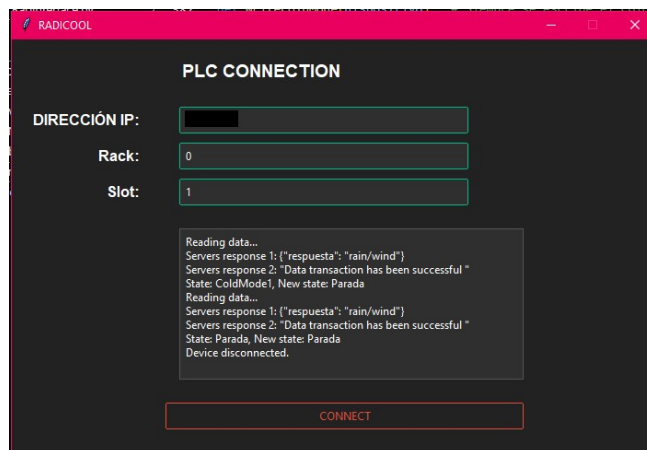 RADICOOL
PLC CONNECTION
DIRECCIÓN IP:
Rack: 0
Slot: 1
Reading data...
Servers response 1: {"respuesta": "rain/wind"}
Servers response 2: "Data transaction has been successful "
State: ColdMode1, New state: Parada
Reading data...
Servers response 1: {"respuesta": "rain/wind"}
Servers response 2: "Data transaction has been successful "
State: Parada, New state: Parada
Device disconnected.
CONNECT